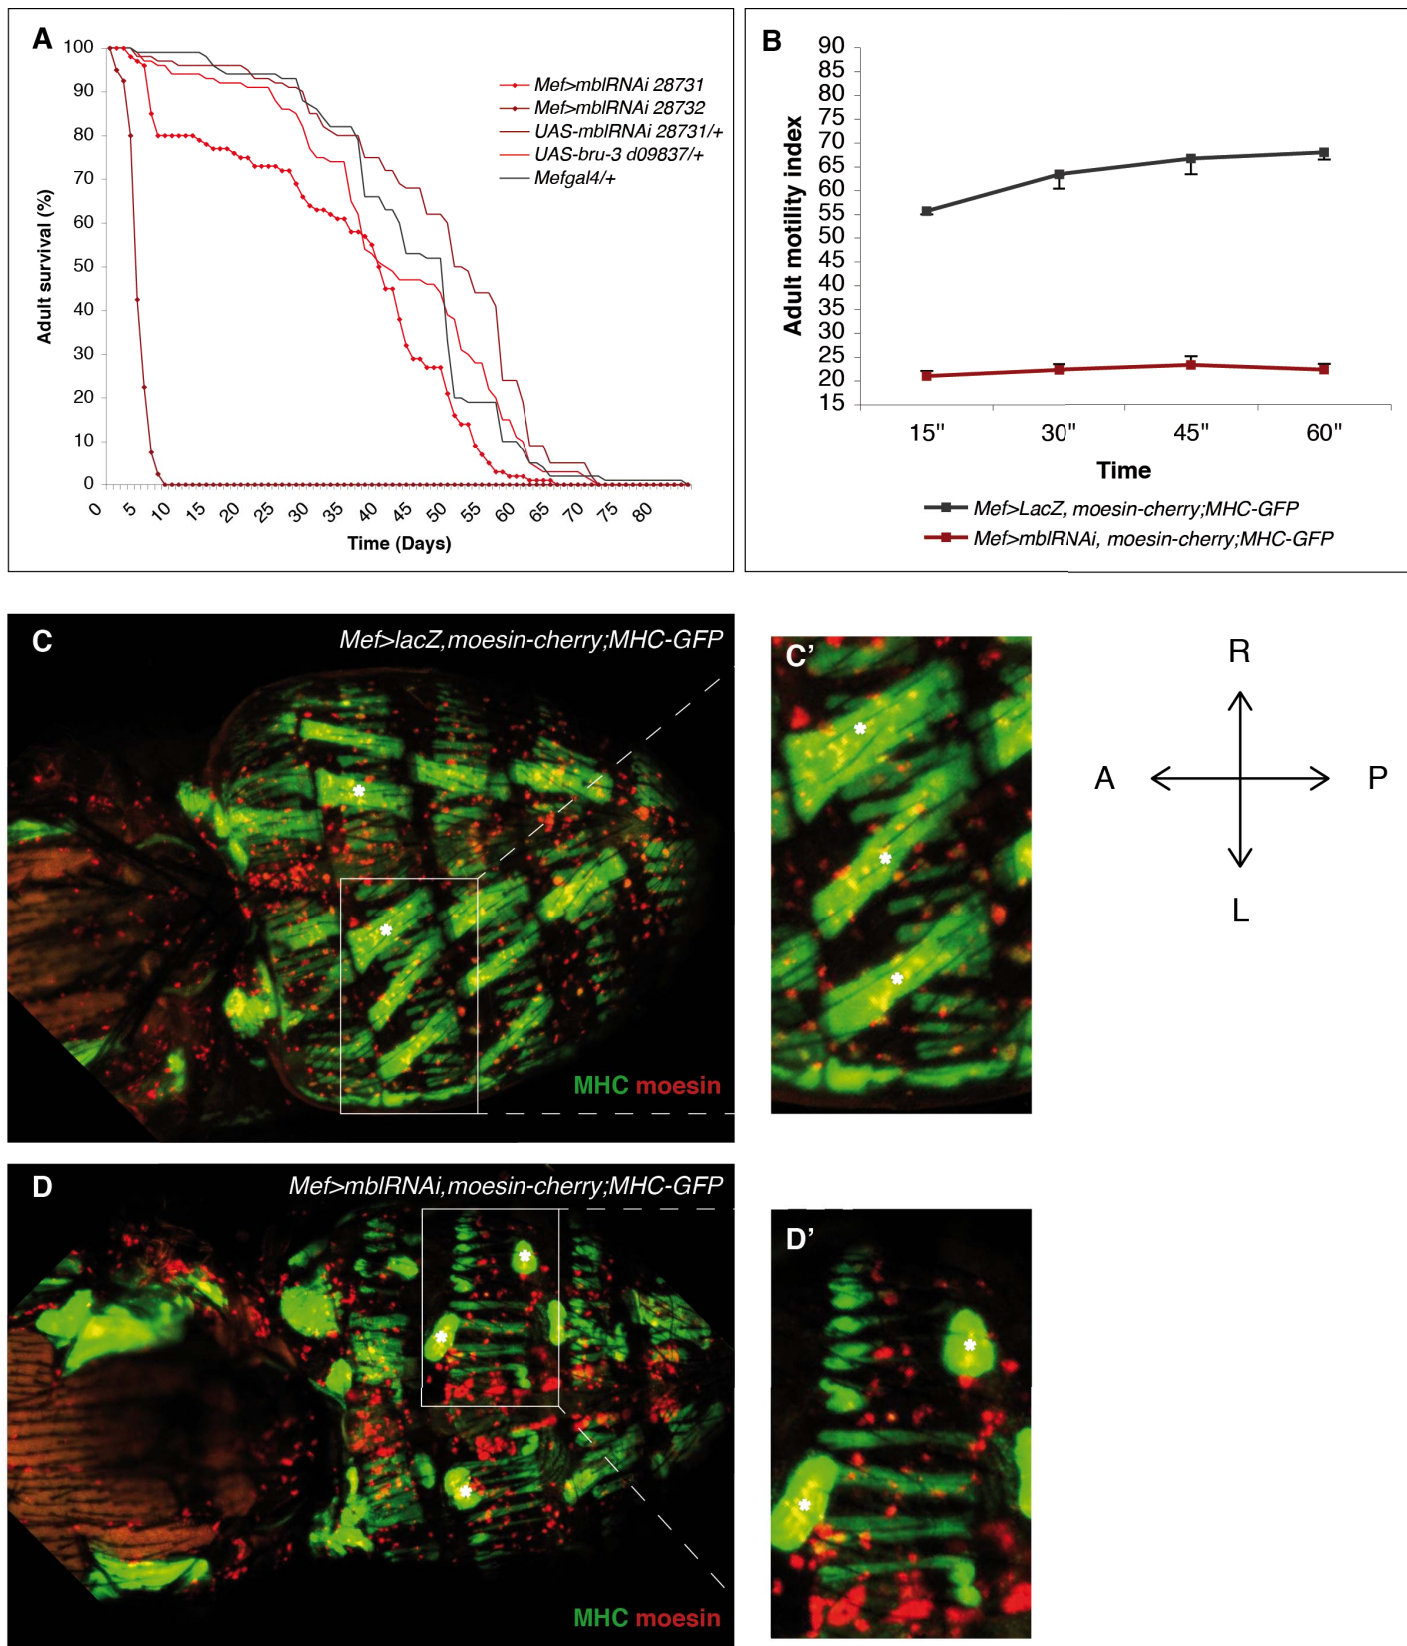 A
100
90
80
70
60
50
40
30
20
10
0
Adult survival (%)
0 5 10 15 20 25 30 35 40 45 50 55 60 65 70 75 80
Time (Days)
Mef>mblRNAi 28731
Mef>mblRNAi 28732
UAS-mblRNAi 28731/+
UAS-bru-3 d09837/+
Mefgal4/+
B
90
85
80
75
70
65
60
55
50
45
40
35
30
25
20
15
Adult motility index
15" 30" 45" 60"
Time
Mef>LacZ, moesin-cherry;MHC-GFP
Mef>mblRNAi, moesin-cherry;MHC-GFP
C
Mef>lacZ,moesin-cherry;MHC-GFP
MHC moesin
C'
R
A P
L
D
Mef>mblRNAi,moesin-cherry;MHC-GFP
MHC moesin
D'